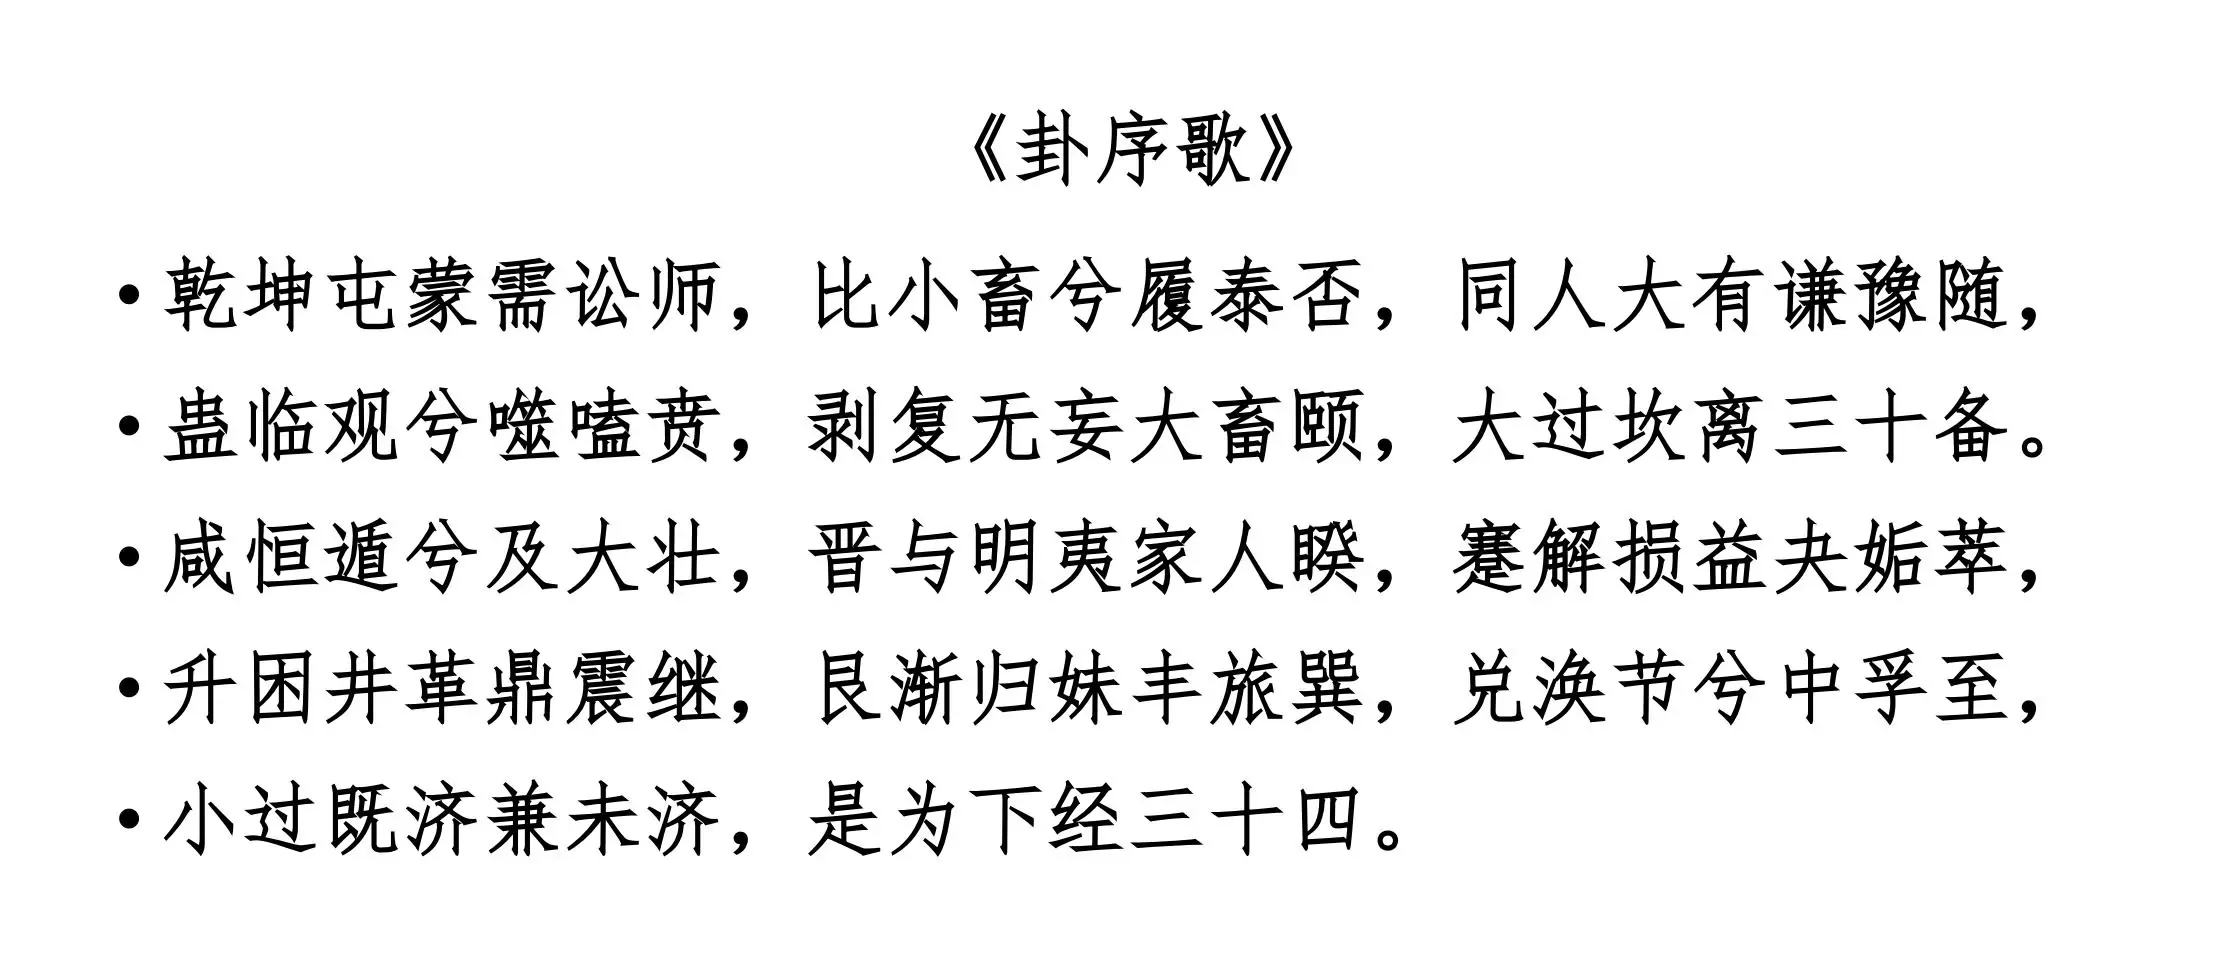 《卦序歌》
•乾坤屯蒙需讼师，比小畜兮履泰否，同人大有谦豫随，
•蛊临观兮噬嗑贲，剥复无妄大畜颐，大过坎离三十备。
•咸恒遁兮及大壮，晋与明夷家人睽，蹇解损益夬姤萃，
•升困井革鼎震继，艮渐归妹丰旅巽，兑涣节兮中孚至，
•小过既济兼未济，是为下经三十四。